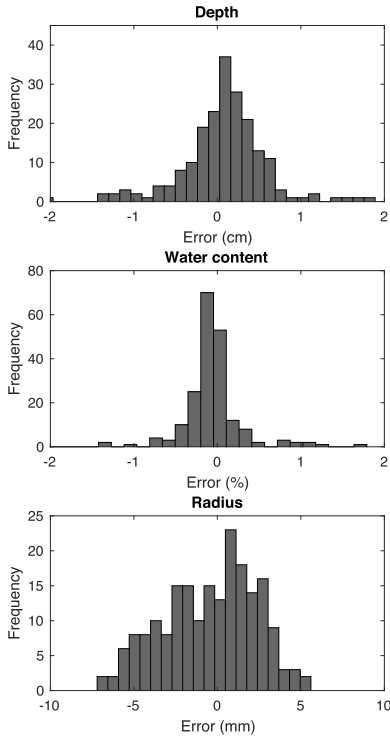 Depth
40
30
20
10
0
Frequency
-2 -1 0 1 2
Error (cm)
Water content
80
60
40
20
0
Frequency
-2 -1 0 1 2
Error (%)
Radius
25
20
15
10
5
0
Frequency
-10 -5 0 5 10
Error (mm)